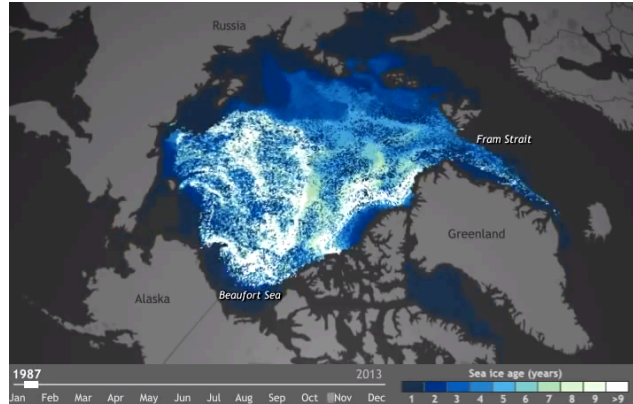 Russia
Fram Strait
Greenland
Alaska
Beaufort Sea
1987
2013
Sea ice age (years)
Jan Feb Mar Apr May Jun Jul Aug Sep Oct Nov Dec
1 2 3 4 5 6 7 8 9 >9